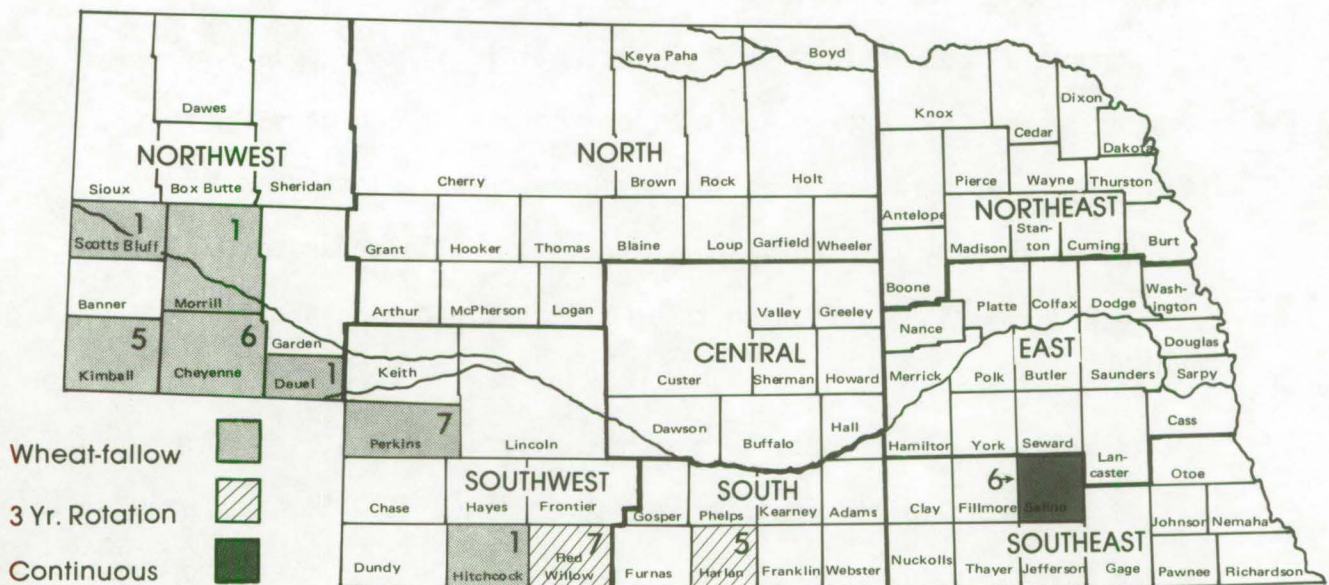 Keya Paha Boyd
Knox Dixon
Dawes Cedar Dakota
NORTHWEST NORTH
Sioux Box Butte Sheridan Cherry Brown Rock Holt Pierce Wayne Thurston
Antelope NORTHEAST
1 1
Scotts Bluff Grant Hooker Thomas Blaine Loup Garfield Wheeler Madison Stan-
ton Cuming Burt
Banner Morrill Arthur McPherson Logan Valley Greeley Boone Platte Colfax Dodge Wash-
ington
Nance
5 6 Garden CENTRAL EAST Douglas
Kimball Cheyenne Deuel 1 Keith Custer Sherman Howard Merrick Polk Butler Saunders Sarpy
7 Cass
Wheat-fallow Perkins Lincoln Dawson Buffalo Hall Hamilton York Seward Lan-
caster Otoe
SOUTHWEST SOUTH 6→
3 Yr. Rotation Chase Hayes Frontier Gosper Phelps Kearney Adams Clay Fillmore Saline Johnson Nemaha
1 7 5 SOUTHEAST
Continuous Dundy Hitchcock Red
Willow Furnas Harlan Franklin Webster Nuckolls Thayer Jefferson Gage Pawnee Richardson